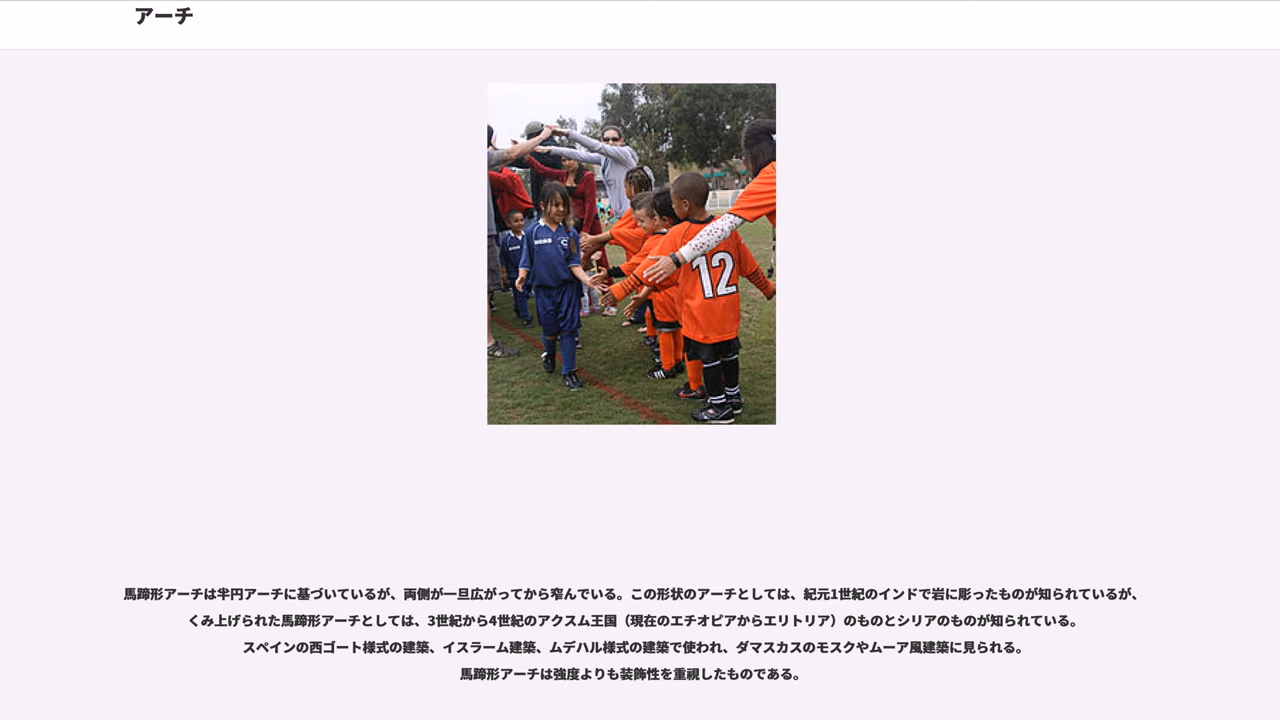 アーチ
12
馬蹄形アーチは半円アーチに基づいているが、両側が一旦広がってから窄んでいる。この形状のアーチとしては、紀元1世紀のインドで岩に彫ったものが知られているが、
くみ上げられた馬蹄形アーチとしては、3世紀から4世紀のアクスム王国（現在のエチオピアからエリトリア）のものとシリアのものが知られている。
スペインの西ゴート様式の建築、イスラーム建築、ムデハル様式の建築で使われ、ダマスカスのモスクやムーア風建築に見られる。
馬蹄形アーチは強度よりも装飾性を重視したものである。